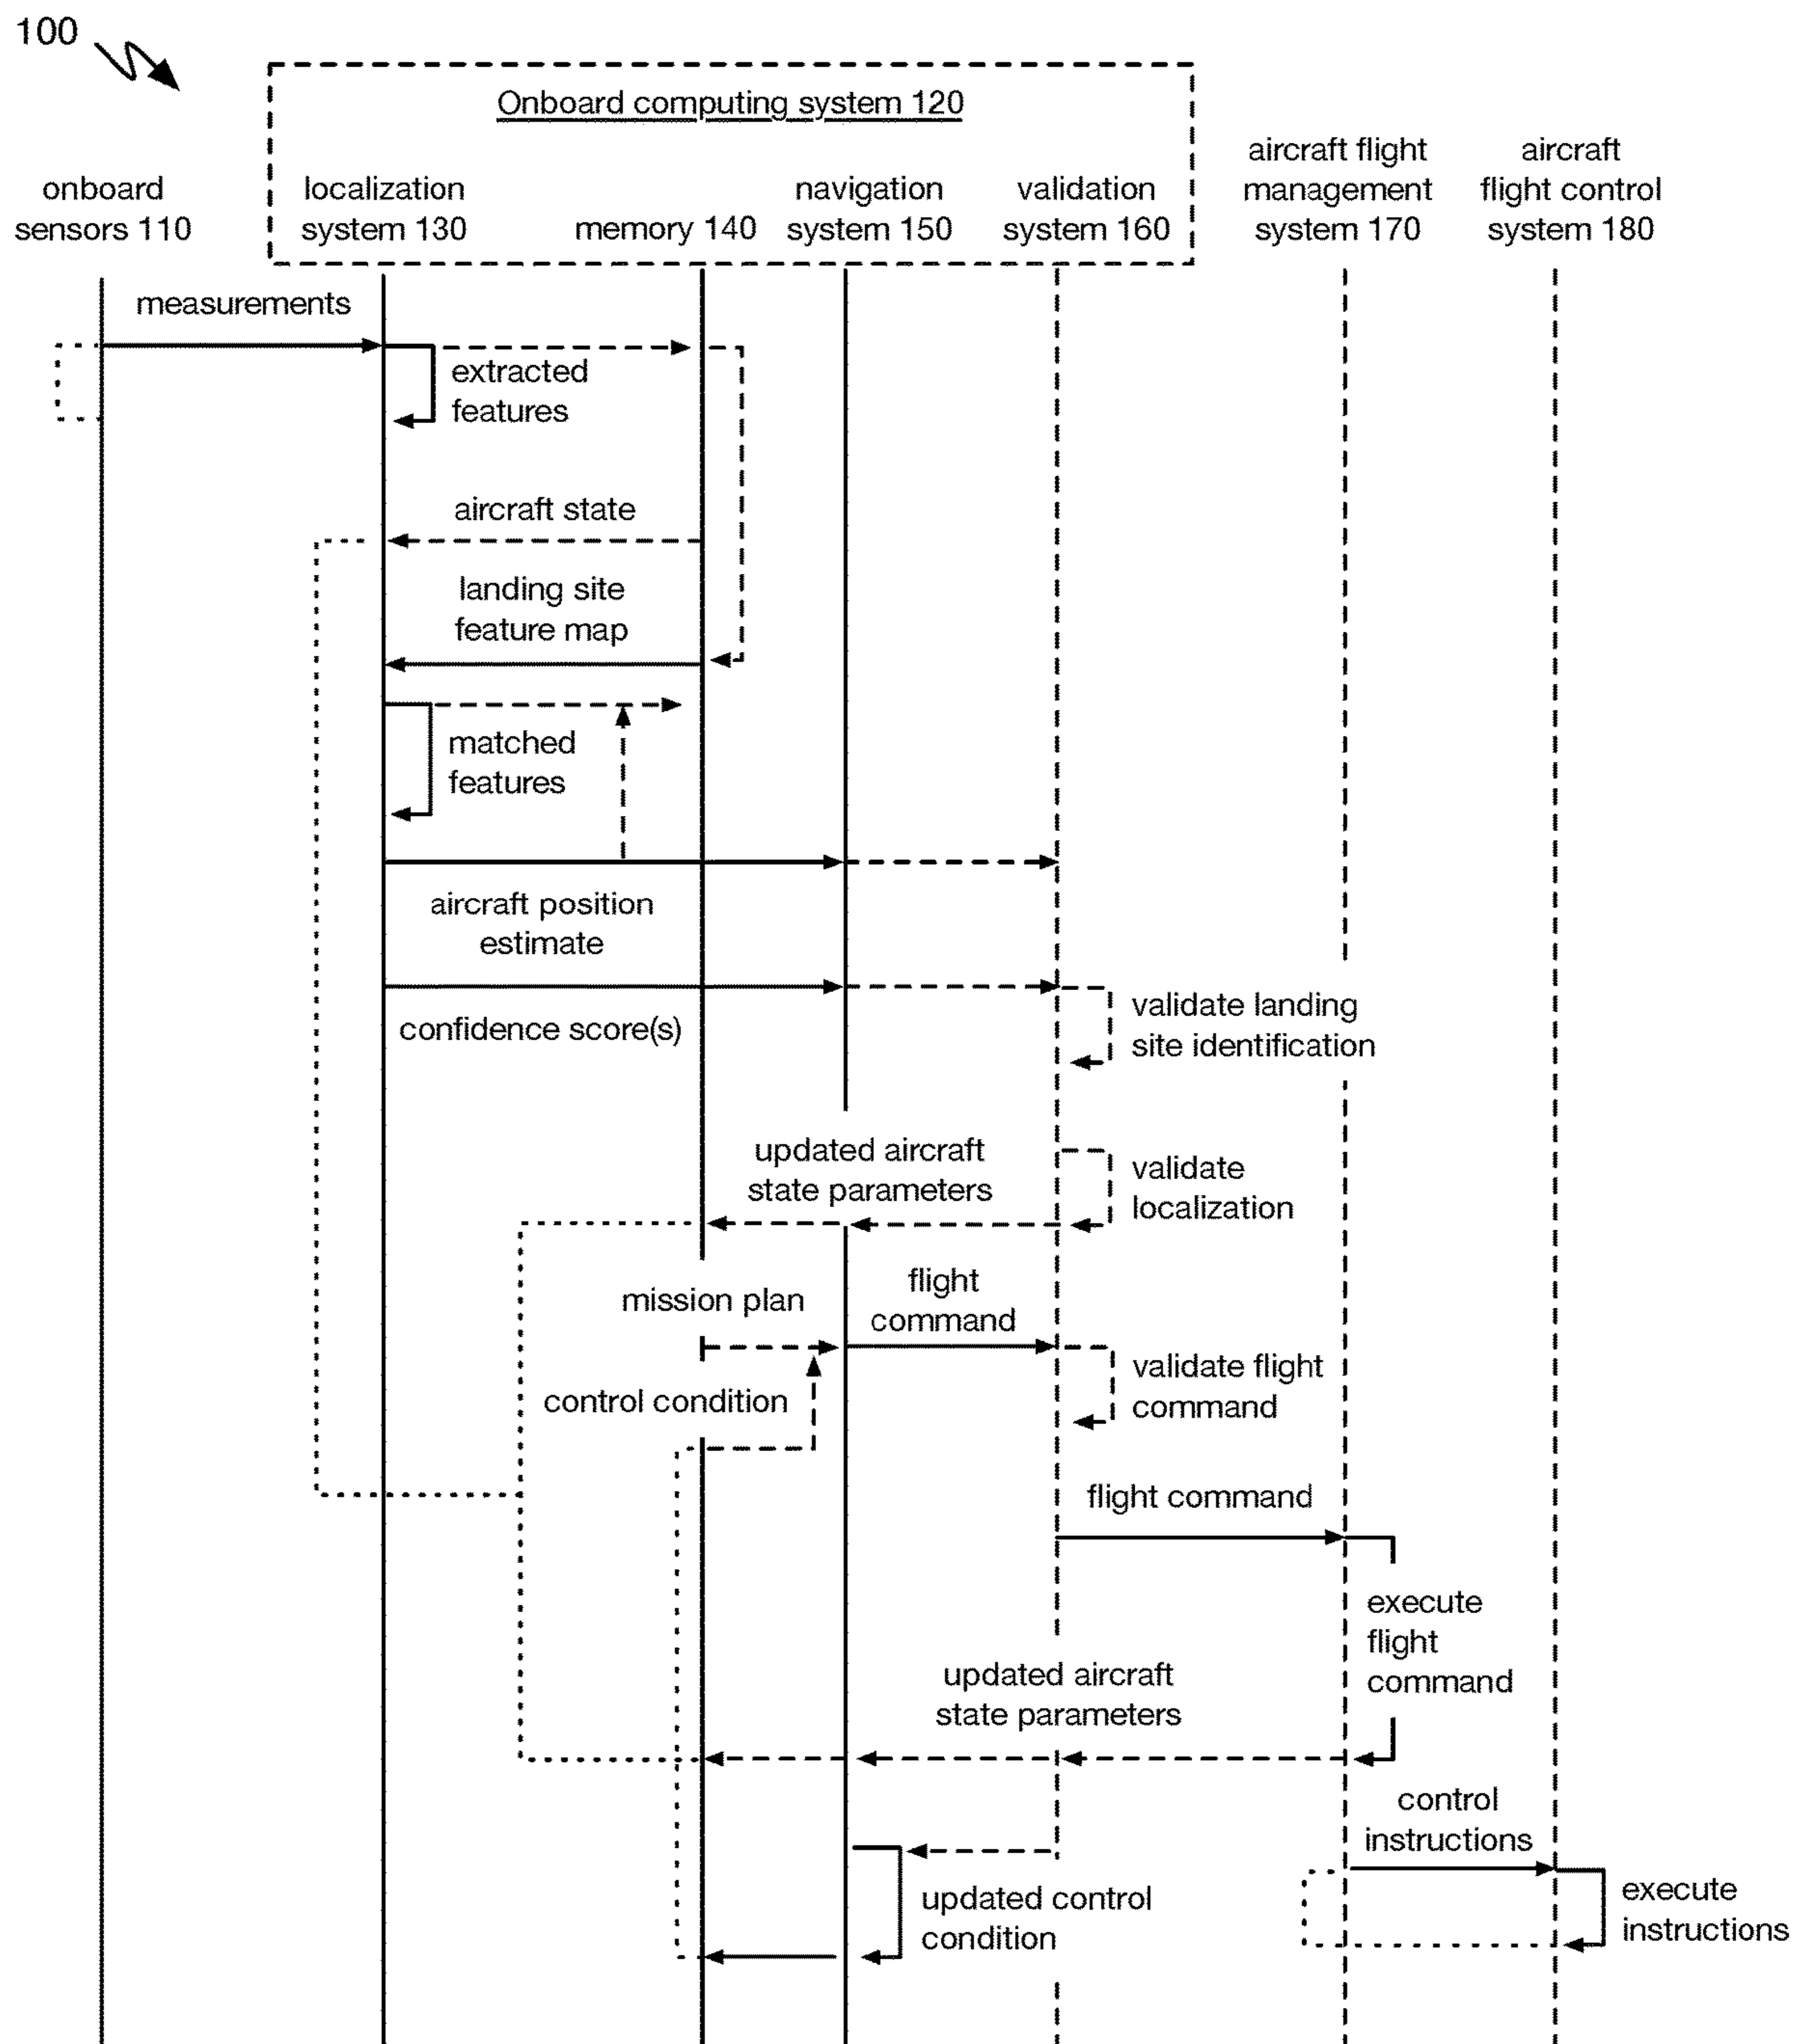 100
Onboard computing system 120
onboard
sensors 110
localization
system 130
memory 140
navigation
system 150
validation
system 160
aircraft flight
management
system 170
aircraft
flight control
system 180
measurements
extracted
features
aircraft state
landing site
feature map
matched
features
aircraft position
estimate
confidence score(s)
validate landing
site identification
updated aircraft
state parameters
validate
localization
mission plan
flight
command
control condition
validate flight
command
flight command
execute
flight
command
updated aircraft
state parameters
control
instructions
updated control
condition
execute
instructions